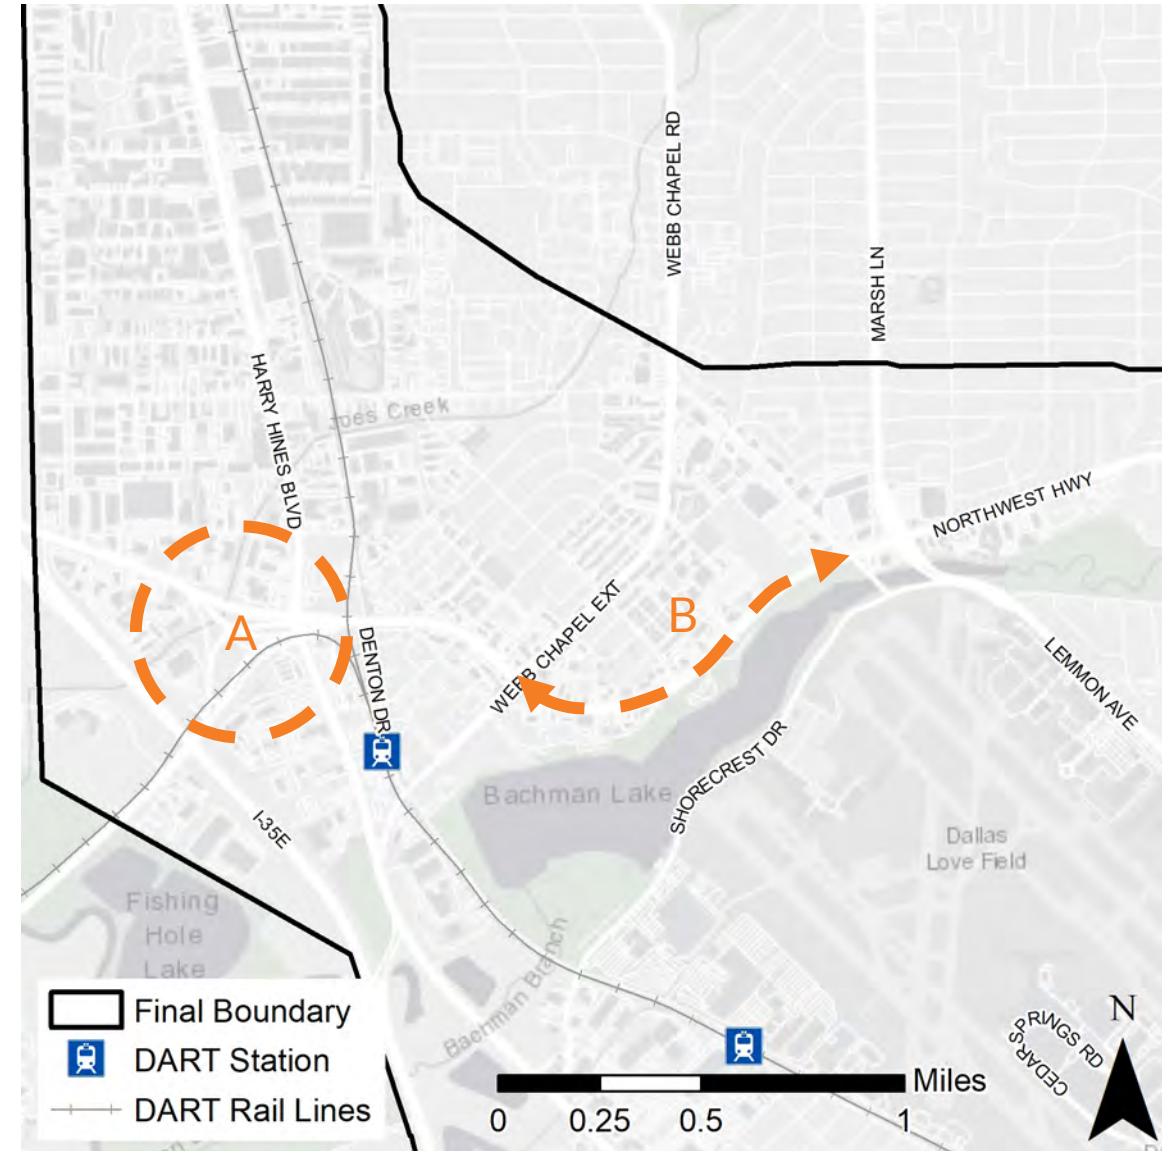 WEBB CHAPEL RD
MARSH LN
HARRY HINES BLVD
Joes Creek
NORTHWEST HWY
A
B
DENTON DR
WEBB CHAPEL EXT
LEMMON AVE
SHORECREST DR
Bachman Lake
I-35E
Dallas
Love Field
Fishing
Hole
Lake
Bachman Branch
CEDAR SPRINGS RD
N
Final Boundary
DART Station
DART Rail Lines
Miles
0 0.25 0.5 1